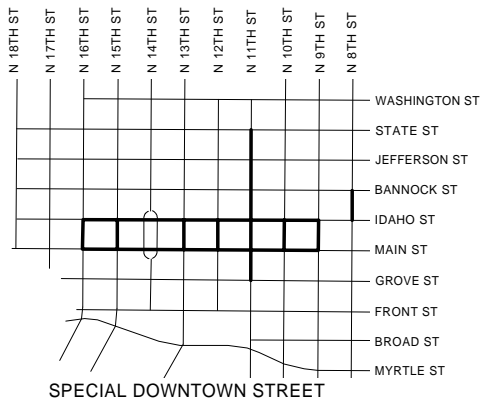 N 18TH ST
N 17TH ST
N 16TH ST
N 15TH ST
N 14TH ST
N 13TH ST
N 12TH ST
N 11TH ST
N 10TH ST
N 9TH ST
N 8TH ST
WASHINGTON ST
STATE ST
JEFFERSON ST
BANNOCK ST
IDAHO ST
MAIN ST
GROVE ST
FRONT ST
BROAD ST
MYRTLE ST
SPECIAL DOWNTOWN STREET